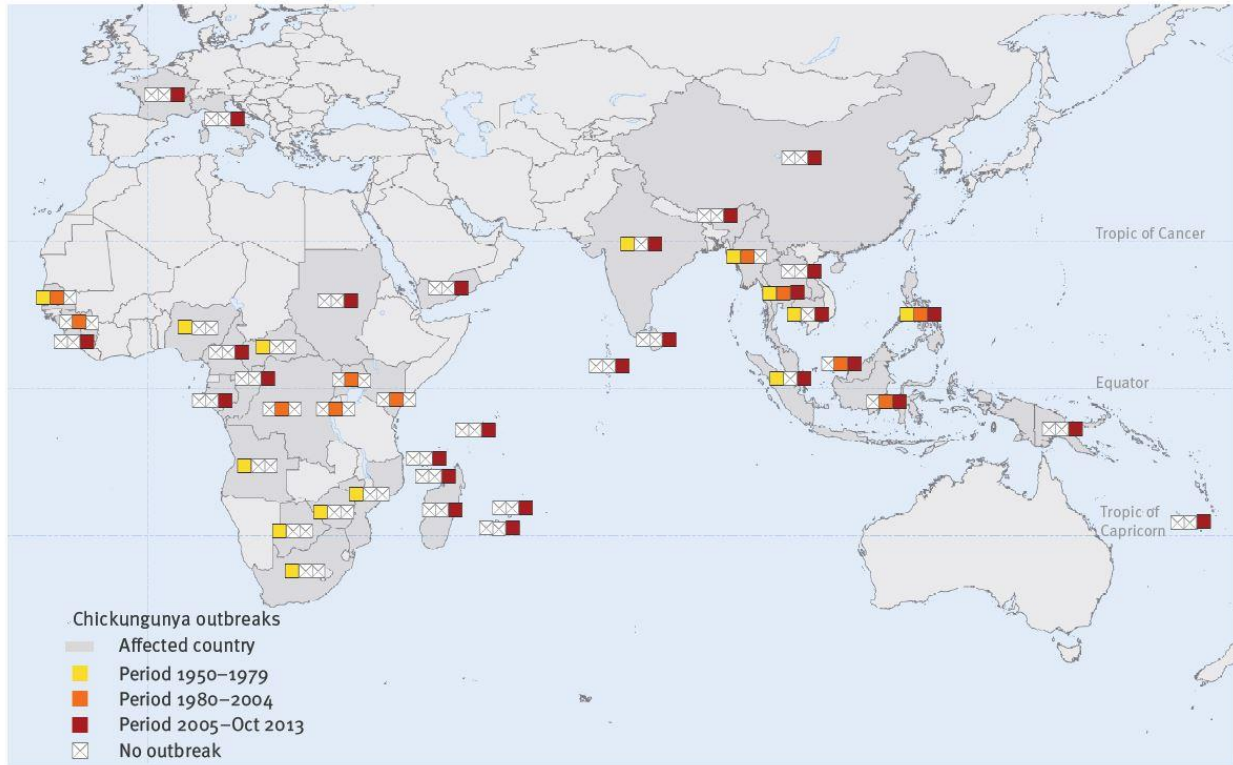 Tropic of Cancer
Equator
Tropic of
Capricorn
Chickungunya outbreaks
Affected country
Period 1950–1979
Period 1980–2004
Period 2005–Oct 2013
No outbreak